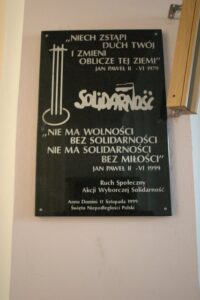 „NIECH ZSTĄPI
DUCH TWÓJ
I ZMIENI
OBLICZE TEJ ZIEMI"
JAN PAWEŁ II - VI 1979
SOLIDARNOŚĆ
„NIE MA WOLNOŚCI
BEZ SOLIDARNOŚCI
NIE MA SOLIDARNOŚCI
BEZ MIŁOŚCI"
JAN PAWEŁ II - VI 1999
Ruch Społeczny
Akcji Wyborczej Solidarność
Anno Domini 11 listopada 1999
Święto Niepodległości Polski